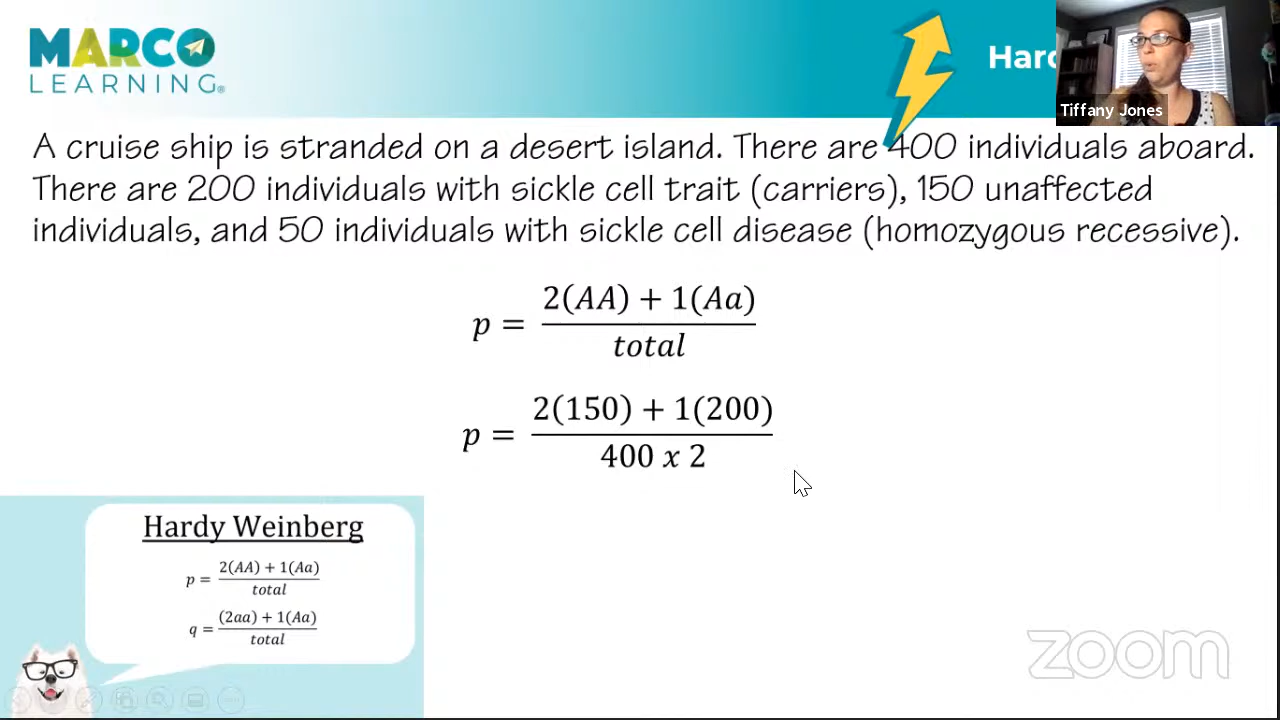 MARCO
LEARNING®
Tiffany Jones
A cruise ship is stranded on a desert island. There are 400 individuals aboard.
There are 200 individuals with sickle cell trait (carriers), 150 unaffected
individuals, and 50 individuals with sickle cell disease (homozygous recessive).
p = 2(AA) + 1(Aa)
total
p = 2(150) + 1(200)
400 x 2
Hardy Weinberg
p = 2(AA) + 1(Aa)
total
q = (2aa) + 1(Aa)
total
zoom